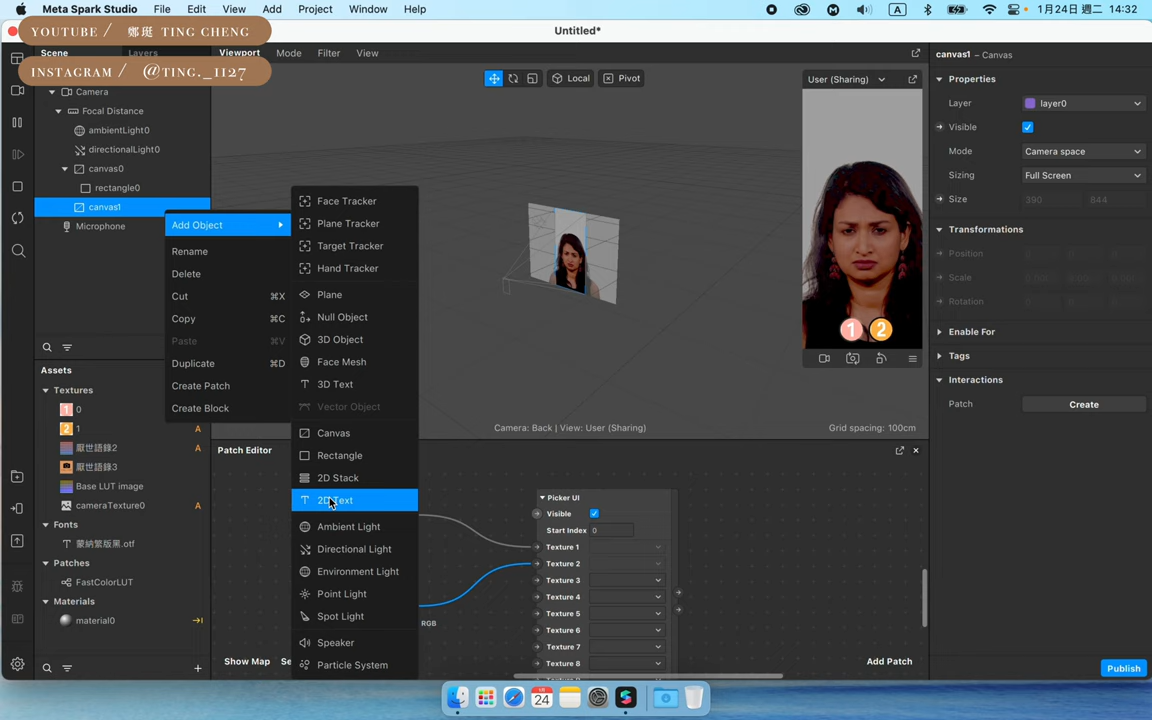 Meta Spark Studio File Edit View Add Project Window Help
A
1月24日 週二 14:32
Untitled*
YOUTUBE / 鄭珽 TING CHENG
INSTAGRAM / @TING._1127
Scene Layers
Camera
Focal Distance
ambientLight0
directionalLight0
canvas0
rectangle0
canvas1
Microphone
Assets
Textures
0
1 A
厭世語錄2 A
厭世語錄3
Base LUT image
cameraTexture0 A
Fonts
蒙納繁版黑.otf
Patches
FastColorLUT
Materials
material0
Viewport Mode Filter View
Local Pivot
Add Object
Rename
Delete
Cut ⌘X
Copy ⌘C
Paste ⌘V
Duplicate ⌘D
Create Patch
Create Block
Face Tracker
Plane Tracker
Target Tracker
Hand Tracker
Plane
Null Object
3D Object
Face Mesh
3D Text
Vector Object
Canvas
Rectangle
2D Stack
2D Text
Ambient Light
Directional Light
Environment Light
Point Light
Spot Light
Speaker
Particle System
User (Sharing)
1 2
Camera: Back | View: User (Sharing)
Grid spacing: 100cm
Patch Editor
RGB
Picker UI
Visible
Start Index 0
Texture 1
Texture 2
Texture 3
Texture 4
Texture 5
Texture 6
Texture 7
Texture 8
Show Map
Add Patch
canvas1 – Canvas
Properties
Layer layer0
Visible
Mode Camera space
Sizing Full Screen
Size 390 844
Transformations
Position
Scale
Rotation
Enable For
Tags
Interactions
Patch Create
Publish
24